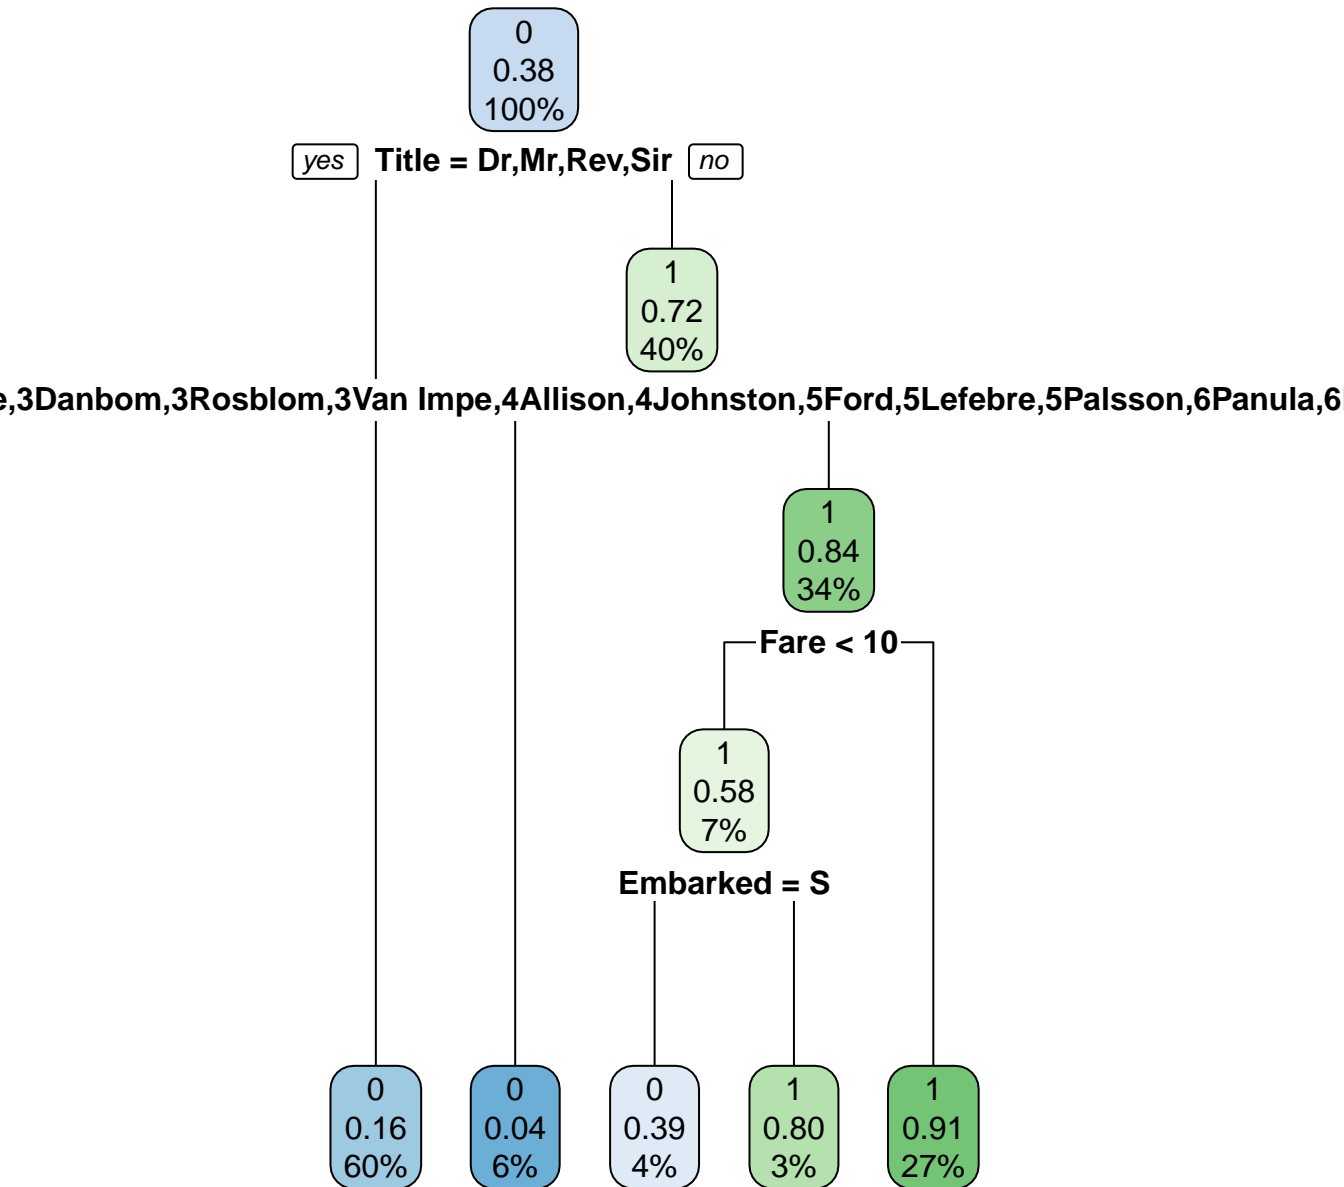 0
0.38
100%
yes Title = Dr,Mr,Rev,Sir no
1
0.72
40%
e,3Danbom,3Rosblom,3Van Impe,4Allison,4Johnston,5Ford,5Lefebre,5Palsson,6Panula,6
1
0.84
34%
Fare < 10
1
0.58
7%
Embarked = S
0 0 0 1 1
0.16 0.04 0.39 0.80 0.91
60% 6% 4% 3% 27%